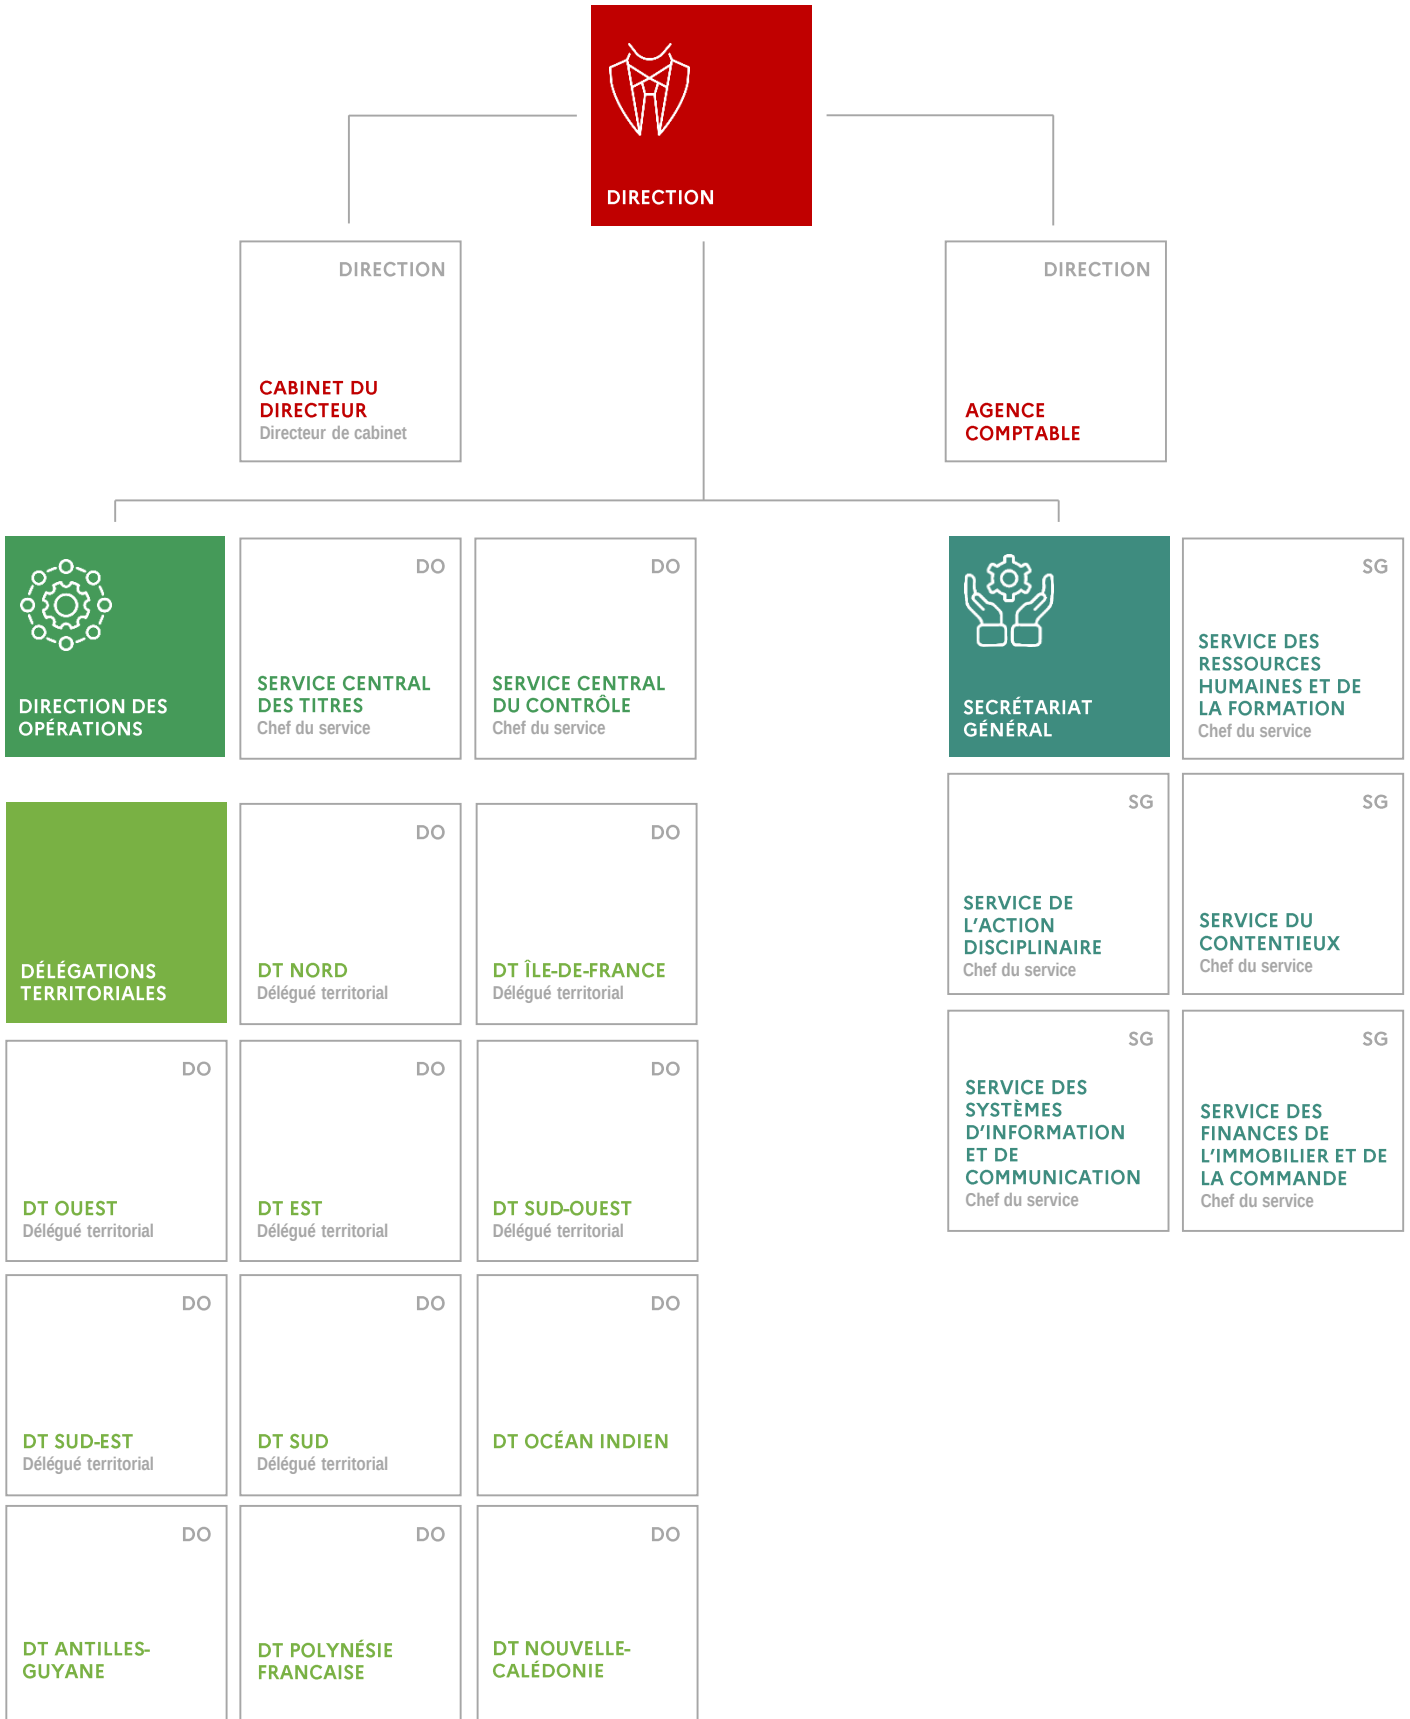 DIRECTION
DIRECTION
CABINET DU
DIRECTEUR
Directeur de cabinet
DIRECTION
AGENCE
COMPTABLE
DIRECTION DES
OPÉRATIONS
DO
SERVICE CENTRAL
DES TITRES
Chef du service
DO
SERVICE CENTRAL
DU CONTRÔLE
Chef du service
SECRÉTARIAT
GÉNÉRAL
SG
SERVICE DES
RESSOURCES
HUMAINES ET DE
LA FORMATION
Chef du service
DÉLÉGATIONS
TERRITORIALES
DO
DT NORD
Délégué territorial
DO
DT ÎLE-DE-FRANCE
Délégué territorial
SG
SERVICE DE
L’ACTION
DISCIPLINAIRE
Chef du service
SG
SERVICE DU
CONTENTIEUX
Chef du service
DO
DT OUEST
Délégué territorial
DO
DT EST
Délégué territorial
DO
DT SUD-OUEST
Délégué territorial
SG
SERVICE DES
SYSTÈMES
D’INFORMATION
ET DE
COMMUNICATION
Chef du service
SG
SERVICE DES
FINANCES DE
L’IMMOBILIER ET DE
LA COMMANDE
Chef du service
DO
DT SUD-EST
Délégué territorial
DO
DT SUD
Délégué territorial
DO
DT OCÉAN INDIEN
DO
DT ANTILLES-
GUYANE
DO
DT POLYNÉSIE
FRANCAISE
DO
DT NOUVELLE-
CALÉDONIE